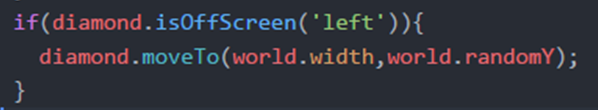 if(diamond.isOffScreen('left')){
diamond.moveTo(world.width,world.randomY);
}